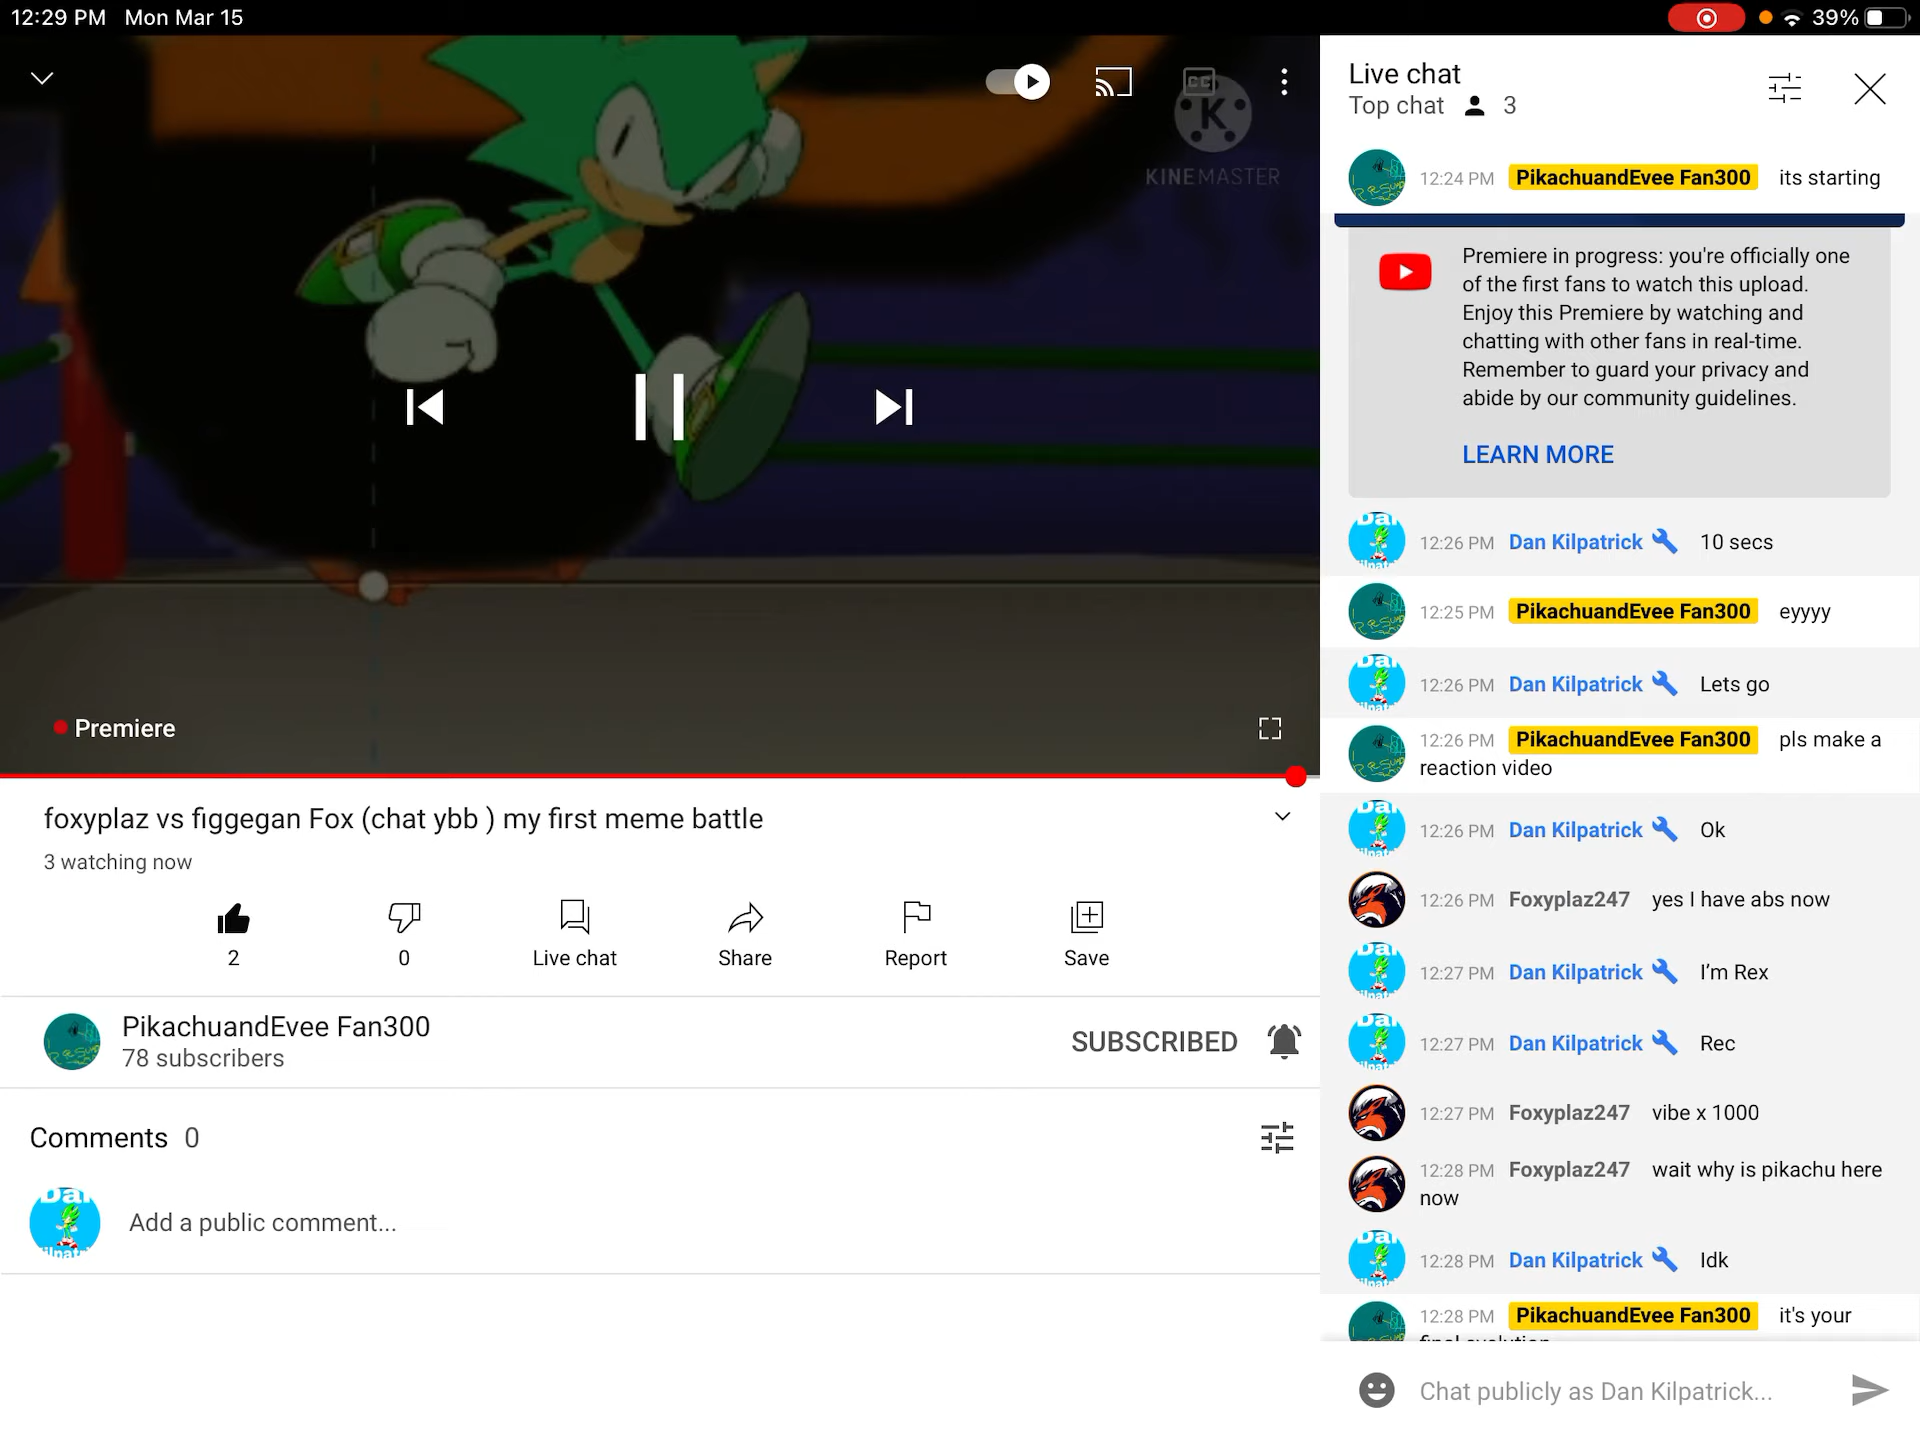 12:29 PM Mon Mar 15
39%
CC
K
KINEMASTER
Premiere
foxyplaz vs figgegan Fox (chat ybb ) my first meme battle
3 watching now
2
0
Live chat
Share
Report
Save
PikachuandEvee Fan300
78 subscribers
SUBSCRIBED
Comments 0
Add a public comment...
Live chat
Top chat 3
12:24 PM PikachuandEvee Fan300 its starting
Premiere in progress: you're officially one
of the first fans to watch this upload.
Enjoy this Premiere by watching and
chatting with other fans in real-time.
Remember to guard your privacy and
abide by our community guidelines.
LEARN MORE
12:26 PM Dan Kilpatrick 10 secs
12:25 PM PikachuandEvee Fan300 eyyyy
12:26 PM Dan Kilpatrick Lets go
12:26 PM PikachuandEvee Fan300 pls make a
reaction video
12:26 PM Dan Kilpatrick Ok
12:26 PM Foxyplaz247 yes I have abs now
12:27 PM Dan Kilpatrick I’m Rex
12:27 PM Dan Kilpatrick Rec
12:27 PM Foxyplaz247 vibe x 1000
12:28 PM Foxyplaz247 wait why is pikachu here
now
12:28 PM Dan Kilpatrick Idk
12:28 PM PikachuandEvee Fan300 it's your
final evolution
Chat publicly as Dan Kilpatrick...